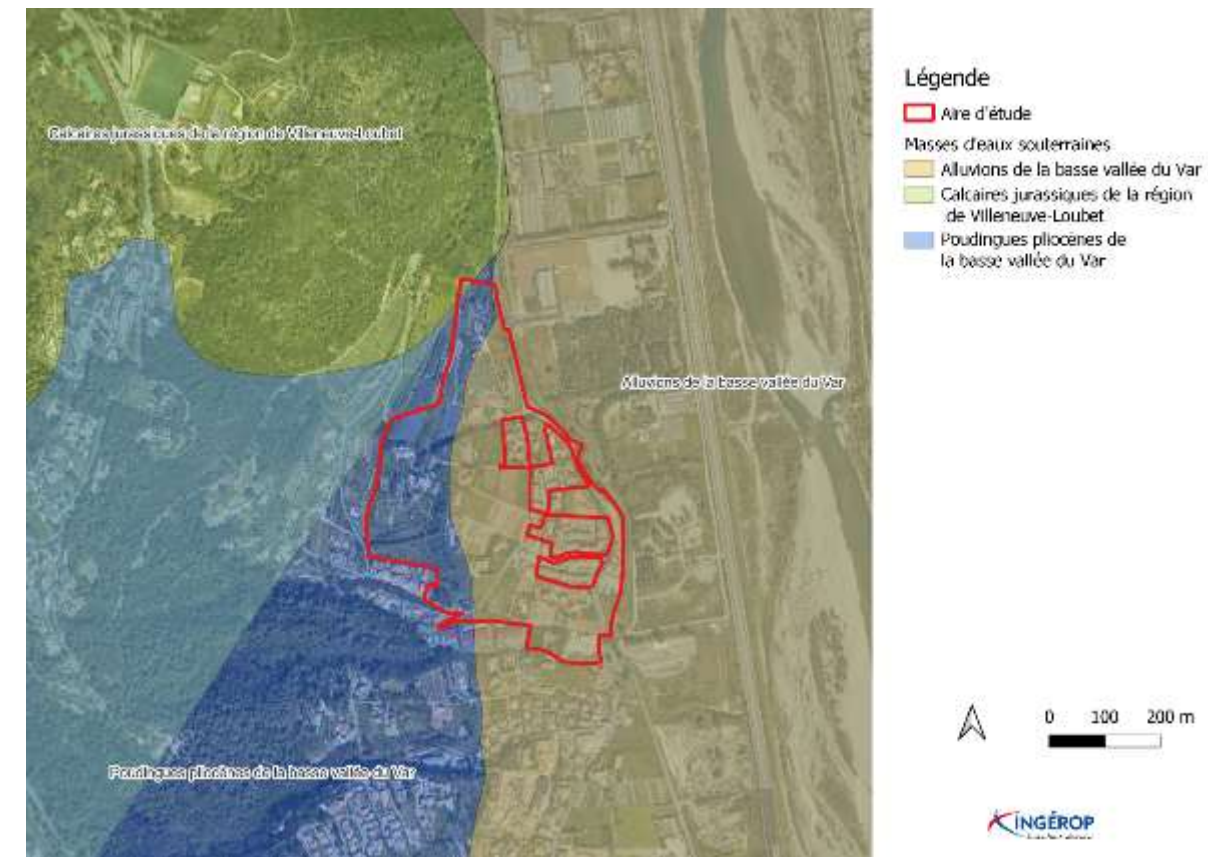 Calcaires jurassiques de la région de Villeneuve-Loubet
Alluvions de la basse vallée du Var
Poudingues pliocènes de la basse vallée du Var
Légende
Aire d'étude
Masses d'eaux souterraines
Alluvions de la basse vallée du Var
Calcaires jurassiques de la région
de Villeneuve-Loubet
Poudingues pliocènes de
la basse vallée du Var
0 100 200 m
INGÉROP